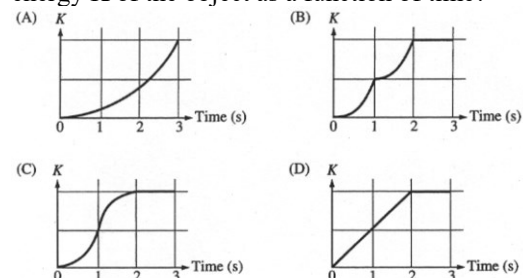 energy K of the object as a function of time?
(A) K
Time (s)
0 1 2 3
(B) K
Time (s)
0 1 2 3
(C) K
Time (s)
0 1 2 3
(D) K
Time (s)
0 1 2 3